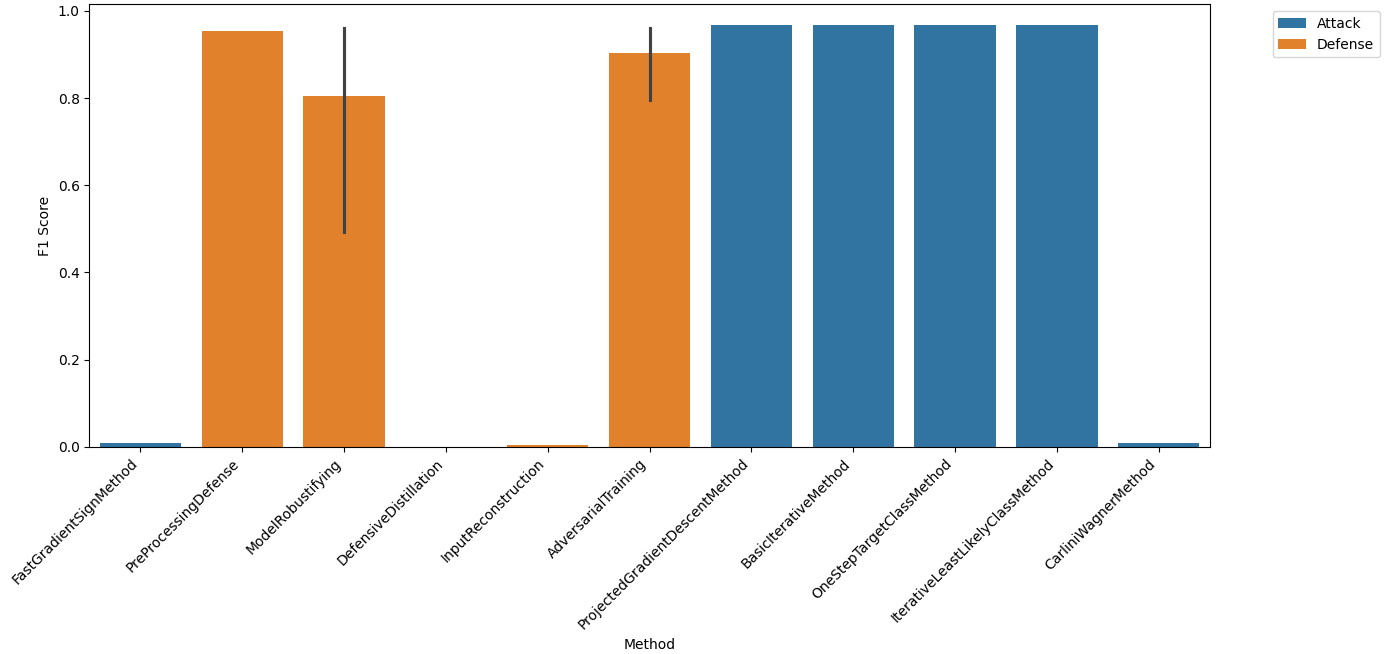 1.0
0.8
0.6
0.4
0.2
0.0
F1 Score
FastGradientSignMethod
PreProcessingDefense
ModelRobustifying
DefensiveDistillation
InputReconstruction
AdversarialTraining
ProjectedGradientDescentMethod
BasicIterativeMethod
OneStepTargetClassMethod
IterativeLeastLikelyClassMethod
CarliniWagnerMethod
Method
Attack
Defense